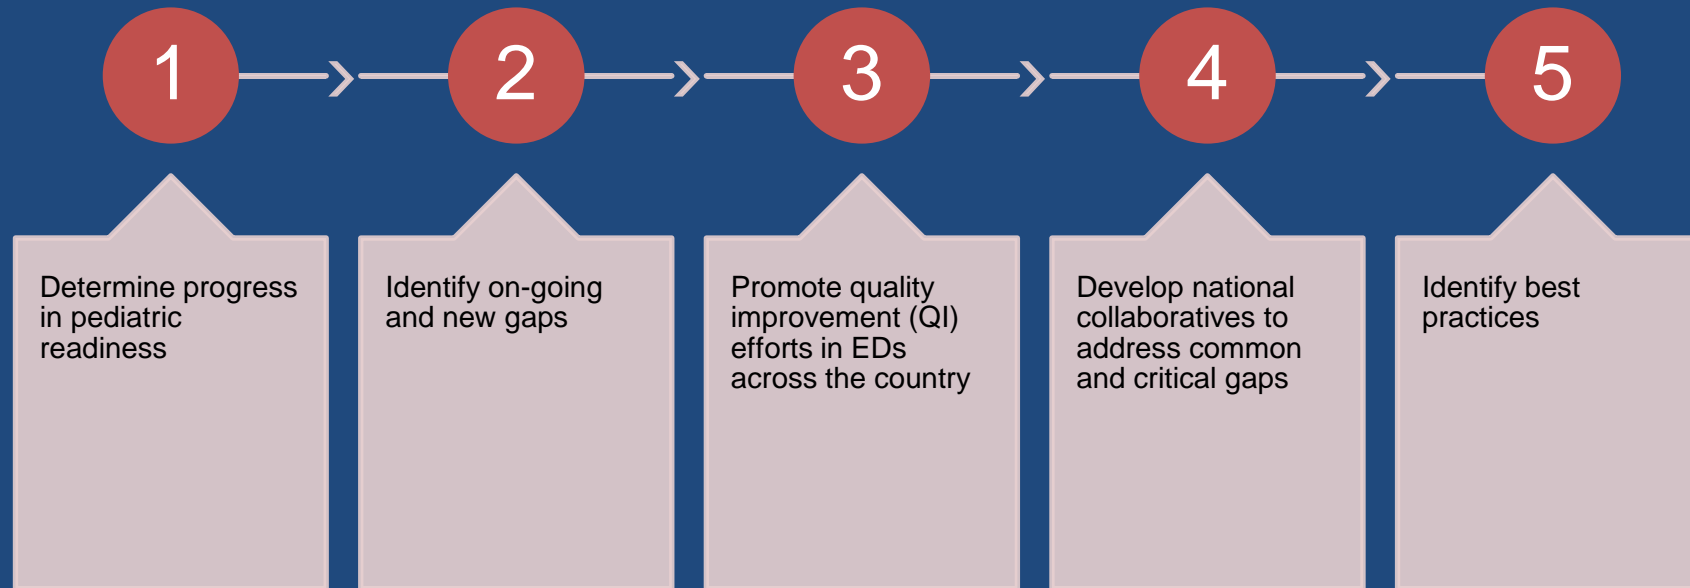 1
2
3
4
5
Determine progress
in pediatric
readiness
Identify on-going
and new gaps
Promote quality
improvement (QI)
efforts in EDs
across the country
Develop national
collaboratives to
address common
and critical gaps
Identify best
practices